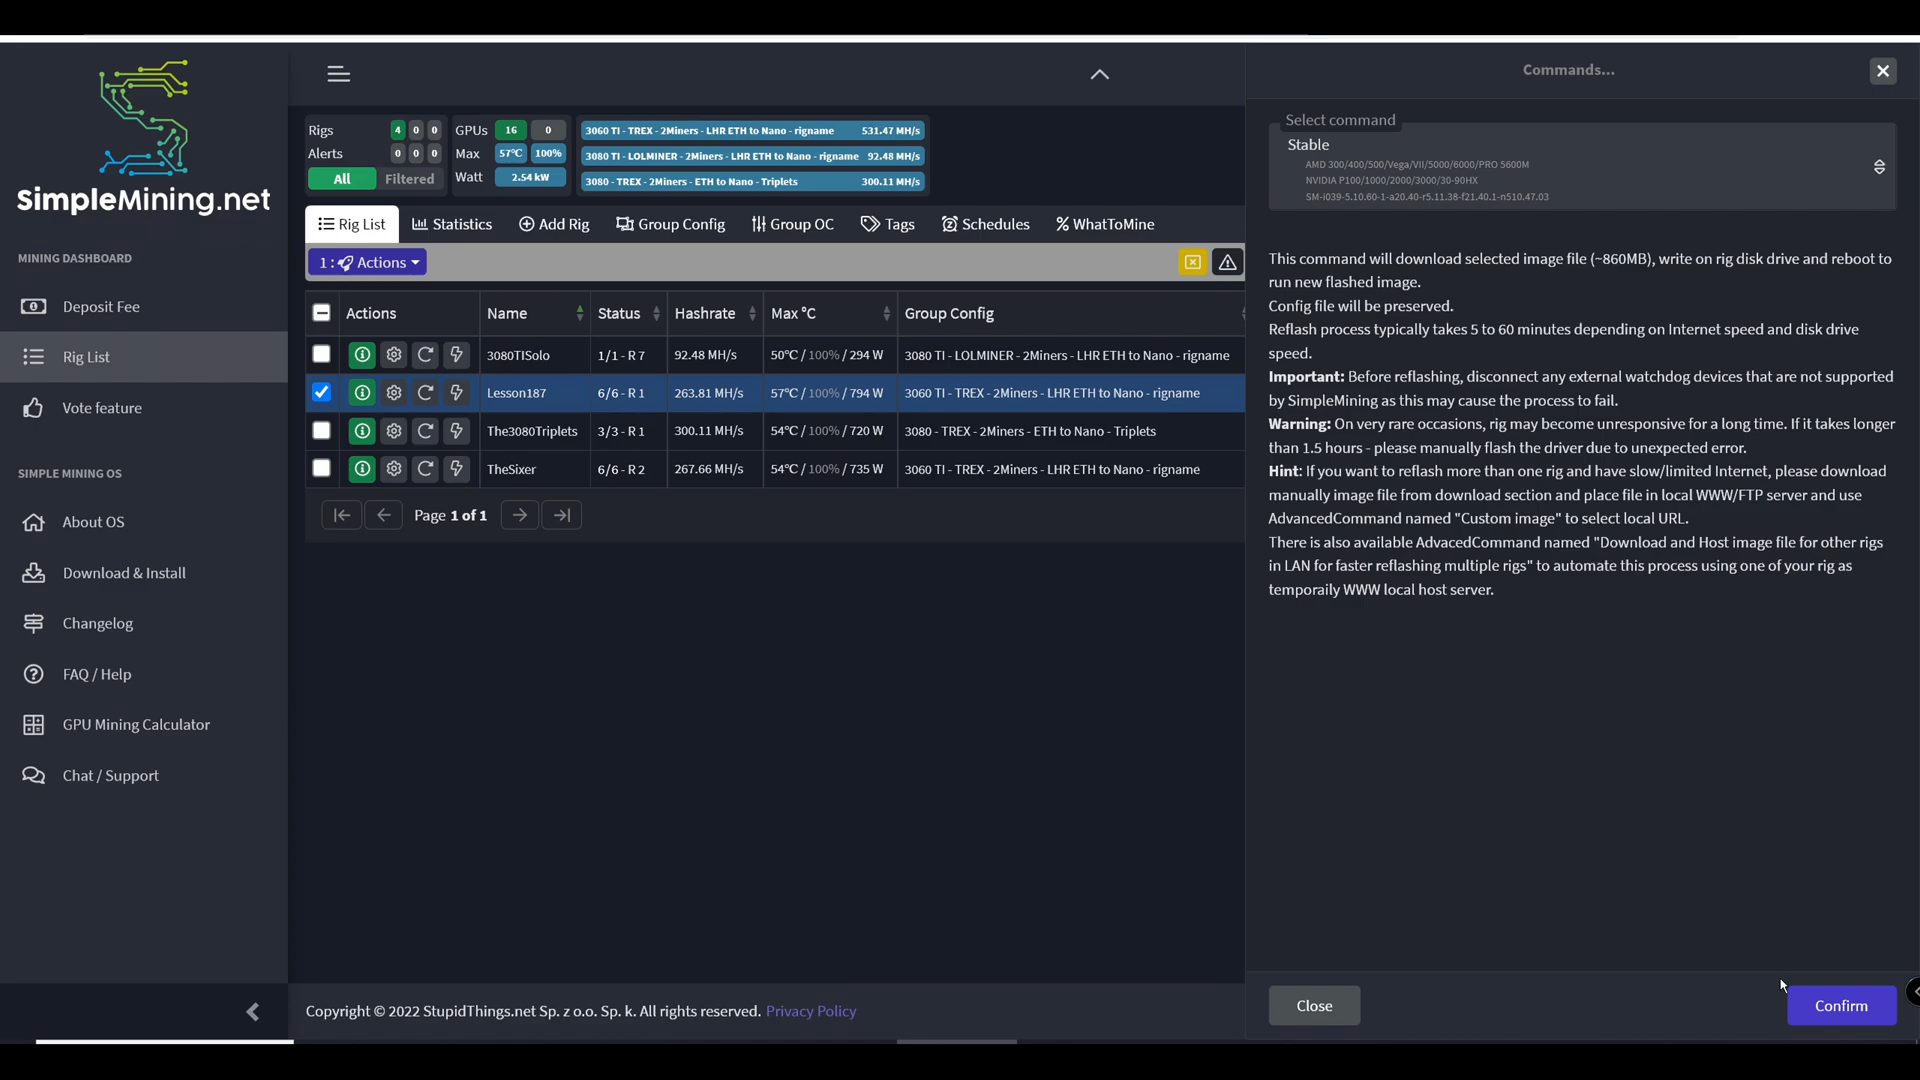 SimpleMining.net
MINING DASHBOARD
Deposit Fee
Rig List
Vote feature
SIMPLE MINING OS
About OS
Download & Install
Changelog
FAQ / Help
GPU Mining Calculator
Chat / Support
Rigs 4 0 0
Alerts 0 0 0
All Filtered
GPUs 16 0
Max 57℃ 100%
Watt 2.54 kW
3060 TI - TREX - 2Miners - LHR ETH to Nano - rigname 531.47 MH/s
3080 TI - LOLMINER - 2Miners - LHR ETH to Nano - rigname 92.48 MH/s
3080 - TREX - 2Miners - ETH to Nano - Triplets 300.11 MH/s
Rig List Statistics Add Rig Group Config Group OC Tags Schedules WhatToMine
1: Actions
Actions Name Status Hashrate Max °C Group Config
3080TISolo 1/1 - R 7 92.48 MH/s 50℃ / 100% / 294 W 3080 TI - LOLMINER - 2Miners - LHR ETH to Nano - rigname
Lesson187 6/6 - R 1 263.81 MH/s 57℃ / 100% / 794 W 3060 TI - TREX - 2Miners - LHR ETH to Nano - rigname
The3080Triplets 3/3 - R 1 300.11 MH/s 54℃ / 100% / 720 W 3080 - TREX - 2Miners - ETH to Nano - Triplets
TheSixer 6/6 - R 2 267.66 MH/s 54℃ / 100% / 735 W 3060 TI - TREX - 2Miners - LHR ETH to Nano - rigname
Page 1 of 1
Copyright © 2022 StupidThings.net Sp. z o.o. Sp. k. All rights reserved. Privacy Policy
Commands...
Select command
Stable
AMD 300/400/500/Vega/VII/5000/6000/PRO 5600M
NVIDIA P100/1000/2000/3000/30-90HX
SM-i039-5.10.60-1-a20.40-r5.11.38-f21.40.1-n510.47.03
This command will download selected image file (~860MB), write on rig disk drive and reboot to
run new flashed image.
Config file will be preserved.
Reflash process typically takes 5 to 60 minutes depending on Internet speed and disk drive
speed.
Important: Before reflashing, disconnect any external watchdog devices that are not supported
by SimpleMining as this may cause the process to fail.
Warning: On very rare occasions, rig may become unresponsive for a long time. If it takes longer
than 1.5 hours - please manually flash the driver due to unexpected error.
Hint: If you want to reflash more than one rig and have slow/limited Internet, please download
manually image file from download section and place file in local WWW/FTP server and use
AdvancedCommand named "Custom image" to select local URL.
There is also available AdvacedCommand named "Download and Host image file for other rigs
in LAN for faster reflashing multiple rigs" to automate this process using one of your rig as
temporaily WWW local host server.
Close Confirm